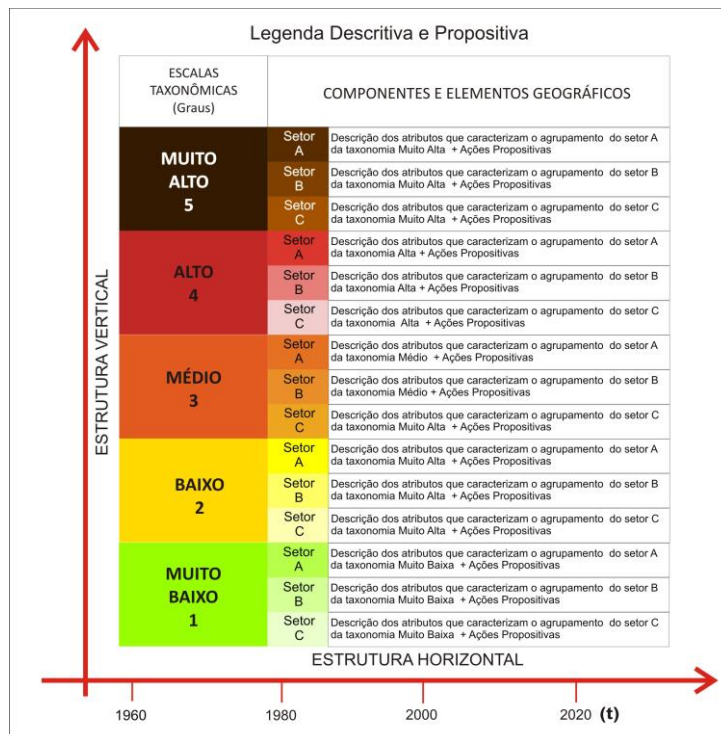 Legenda Descritiva e Propositiva
ESCALAS
TAXONÔMICAS
(Graus)
COMPONENTES E ELEMENTOS GEOGRÁFICOS
ESTRUTURA VERTICAL
MUITO
ALTO
5
Setor
A
Descrição dos atributos que caracterizam o agrupamento do setor A
da taxonomia Muito Alta + Ações Propositivas
Setor
B
Descrição dos atributos que caracterizam o agrupamento do setor B
da taxonomia Muito Alta + Ações Propositivas
Setor
C
Descrição dos atributos que caracterizam o agrupamento do setor C
da taxonomia Muito Alta + Ações Propositivas
ALTO
4
Setor
A
Descrição dos atributos que caracterizam o agrupamento do setor A
da taxonomia Alta + Ações Propositivas
Setor
B
Descrição dos atributos que caracterizam o agrupamento do setor B
da taxonomia Alta + Ações Propositivas
Setor
C
Descrição dos atributos que caracterizam o agrupamento do setor C
da taxonomia Alta + Ações Propositivas
MÉDIO
3
Setor
A
Descrição dos atributos que caracterizam o agrupamento do setor A
da taxonomia Médio + Ações Propositivas
Setor
B
Descrição dos atributos que caracterizam o agrupamento do setor B
da taxonomia Médio + Ações Propositivas
Setor
C
Descrição dos atributos que caracterizam o agrupamento do setor C
da taxonomia Muito Alta + Ações Propositivas
BAIXO
2
Setor
A
Descrição dos atributos que caracterizam o agrupamento do setor A
da taxonomia Muito Alta + Ações Propositivas
Setor
B
Descrição dos atributos que caracterizam o agrupamento do setor B
da taxonomia Muito Alta + Ações Propositivas
Setor
C
Descrição dos atributos que caracterizam o agrupamento do setor C
da taxonomia Muito Alta + Ações Propositivas
MUITO
BAIXO
1
Setor
A
Descrição dos atributos que caracterizam o agrupamento do setor A
da taxonomia Muito Baixa + Ações Propositivas
Setor
B
Descrição dos atributos que caracterizam o agrupamento do setor B
da taxonomia Muito Baixa + Ações Propositivas
Setor
C
Descrição dos atributos que caracterizam o agrupamento do setor C
da taxonomia Muito Baixa + Ações Propositivas
ESTRUTURA HORIZONTAL
1960 1980 2000 2020 (t)